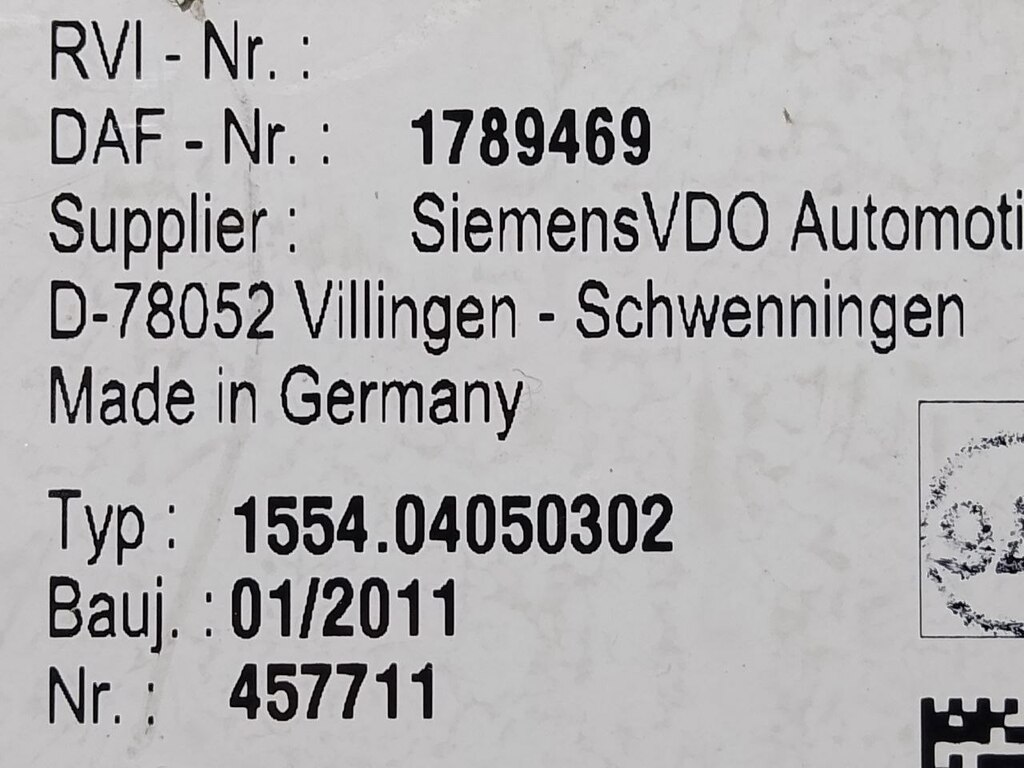 RVI - Nr. :
DAF - Nr. : 1789469
Supplier : SiemensVDO Automoti
D-78052 Villingen - Schwenningen
Made in Germany
Typ : 1554.04050302
Bauj. : 01/2011
Nr. : 457711